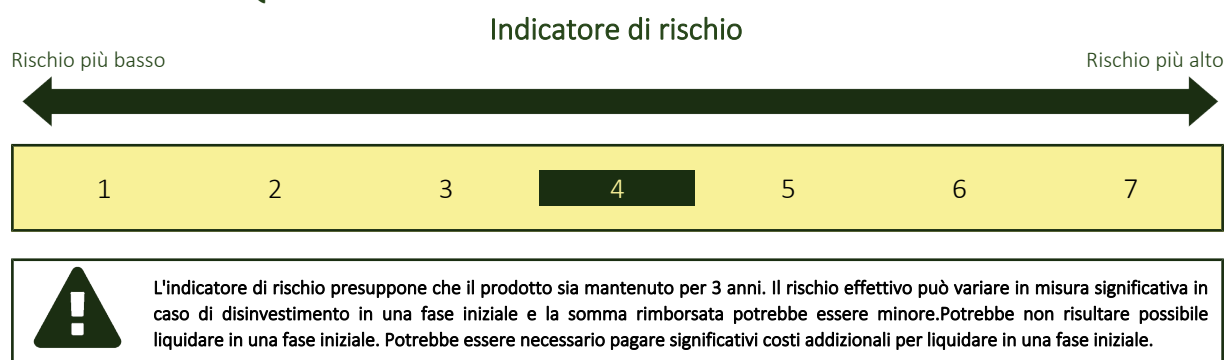 Indicatore di rischio
Rischio più basso Rischio più alto
1 2 3 4 5 6 7
L'indicatore di rischio presuppone che il prodotto sia mantenuto per 3 anni. Il rischio effettivo può variare in misura significativa in
caso di disinvestimento in una fase iniziale e la somma rimborsata potrebbe essere minore.Potrebbe non risultare possibile
liquidare in una fase iniziale. Potrebbe essere necessario pagare significativi costi addizionali per liquidare in una fase iniziale.